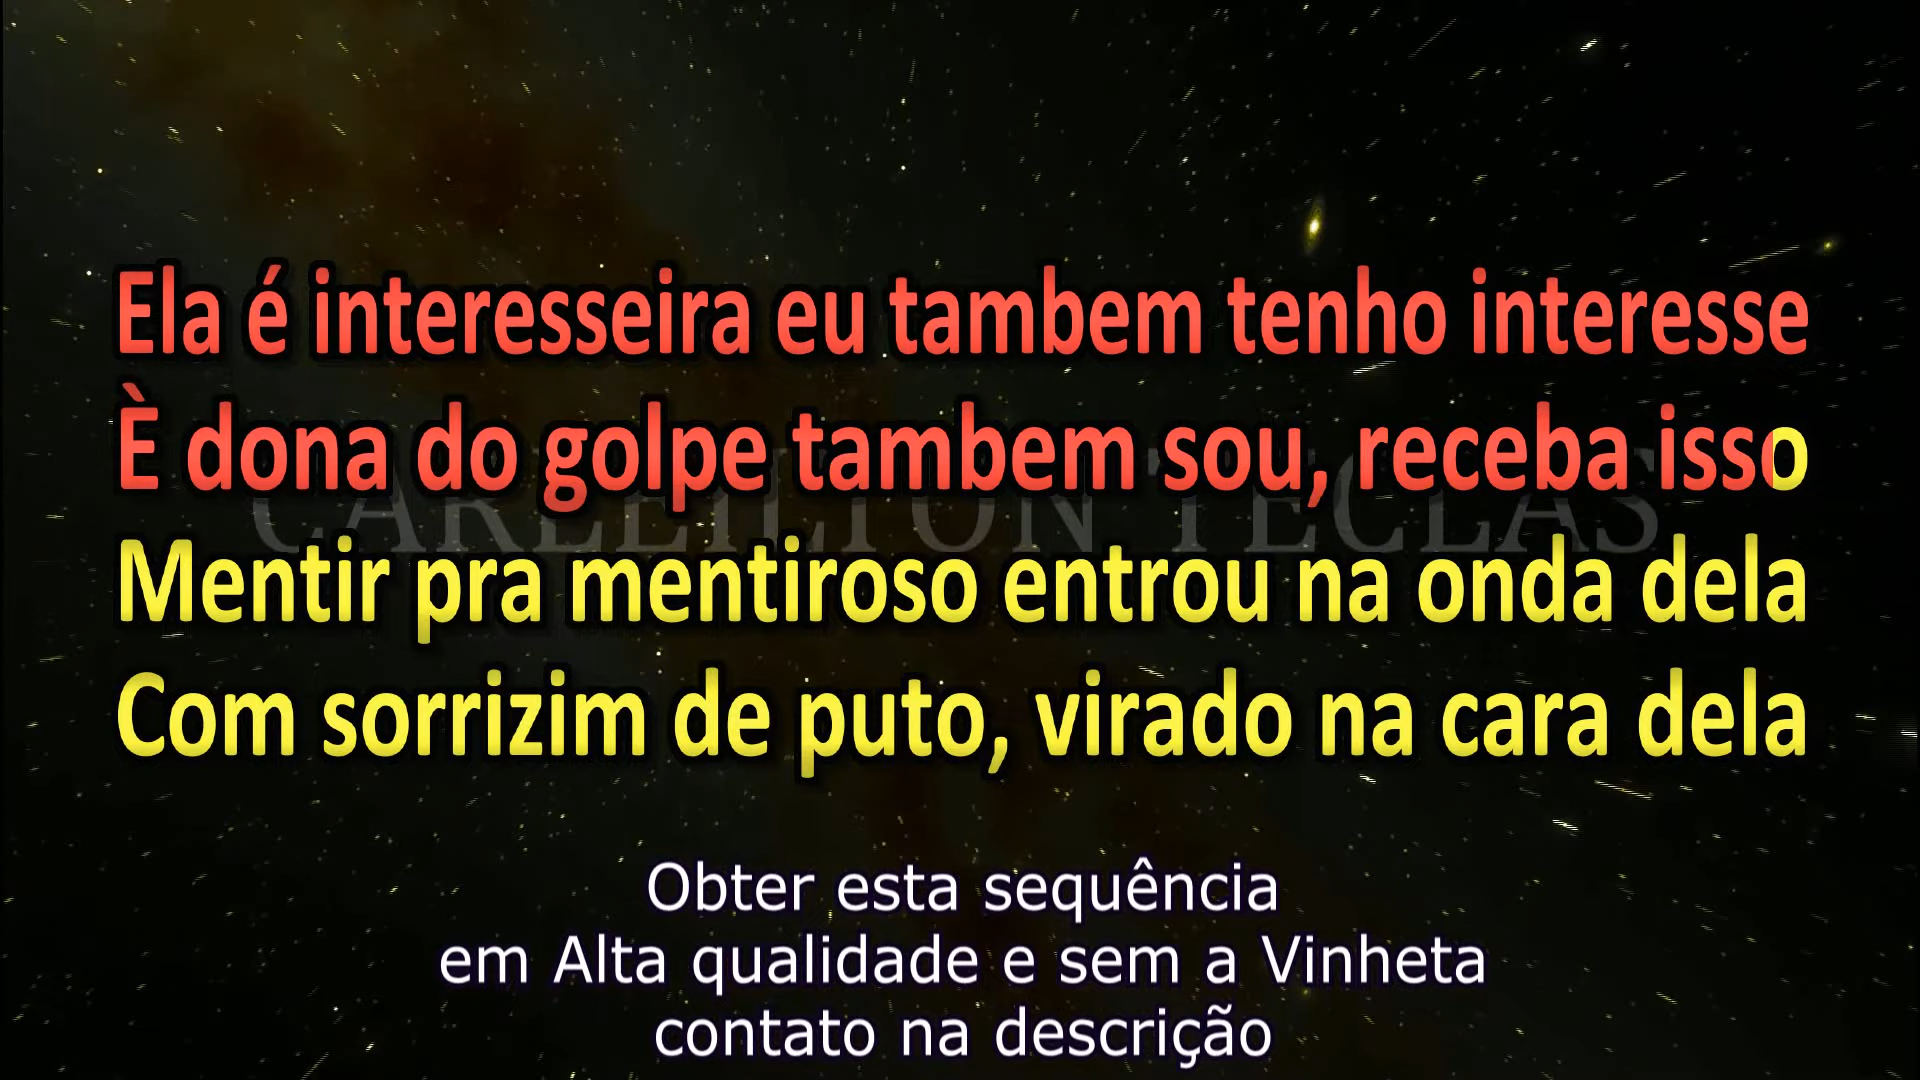 Ela é interesseira eu tambem tenho interesse
È dona do golpe tambem sou, receba isso
CARLEILTON TECLAS
Mentir pra mentiroso entrou na onda dela
Com sorrizim de puto, virado na cara dela
Obter esta sequência
em Alta qualidade e sem a Vinheta
contato na descrição